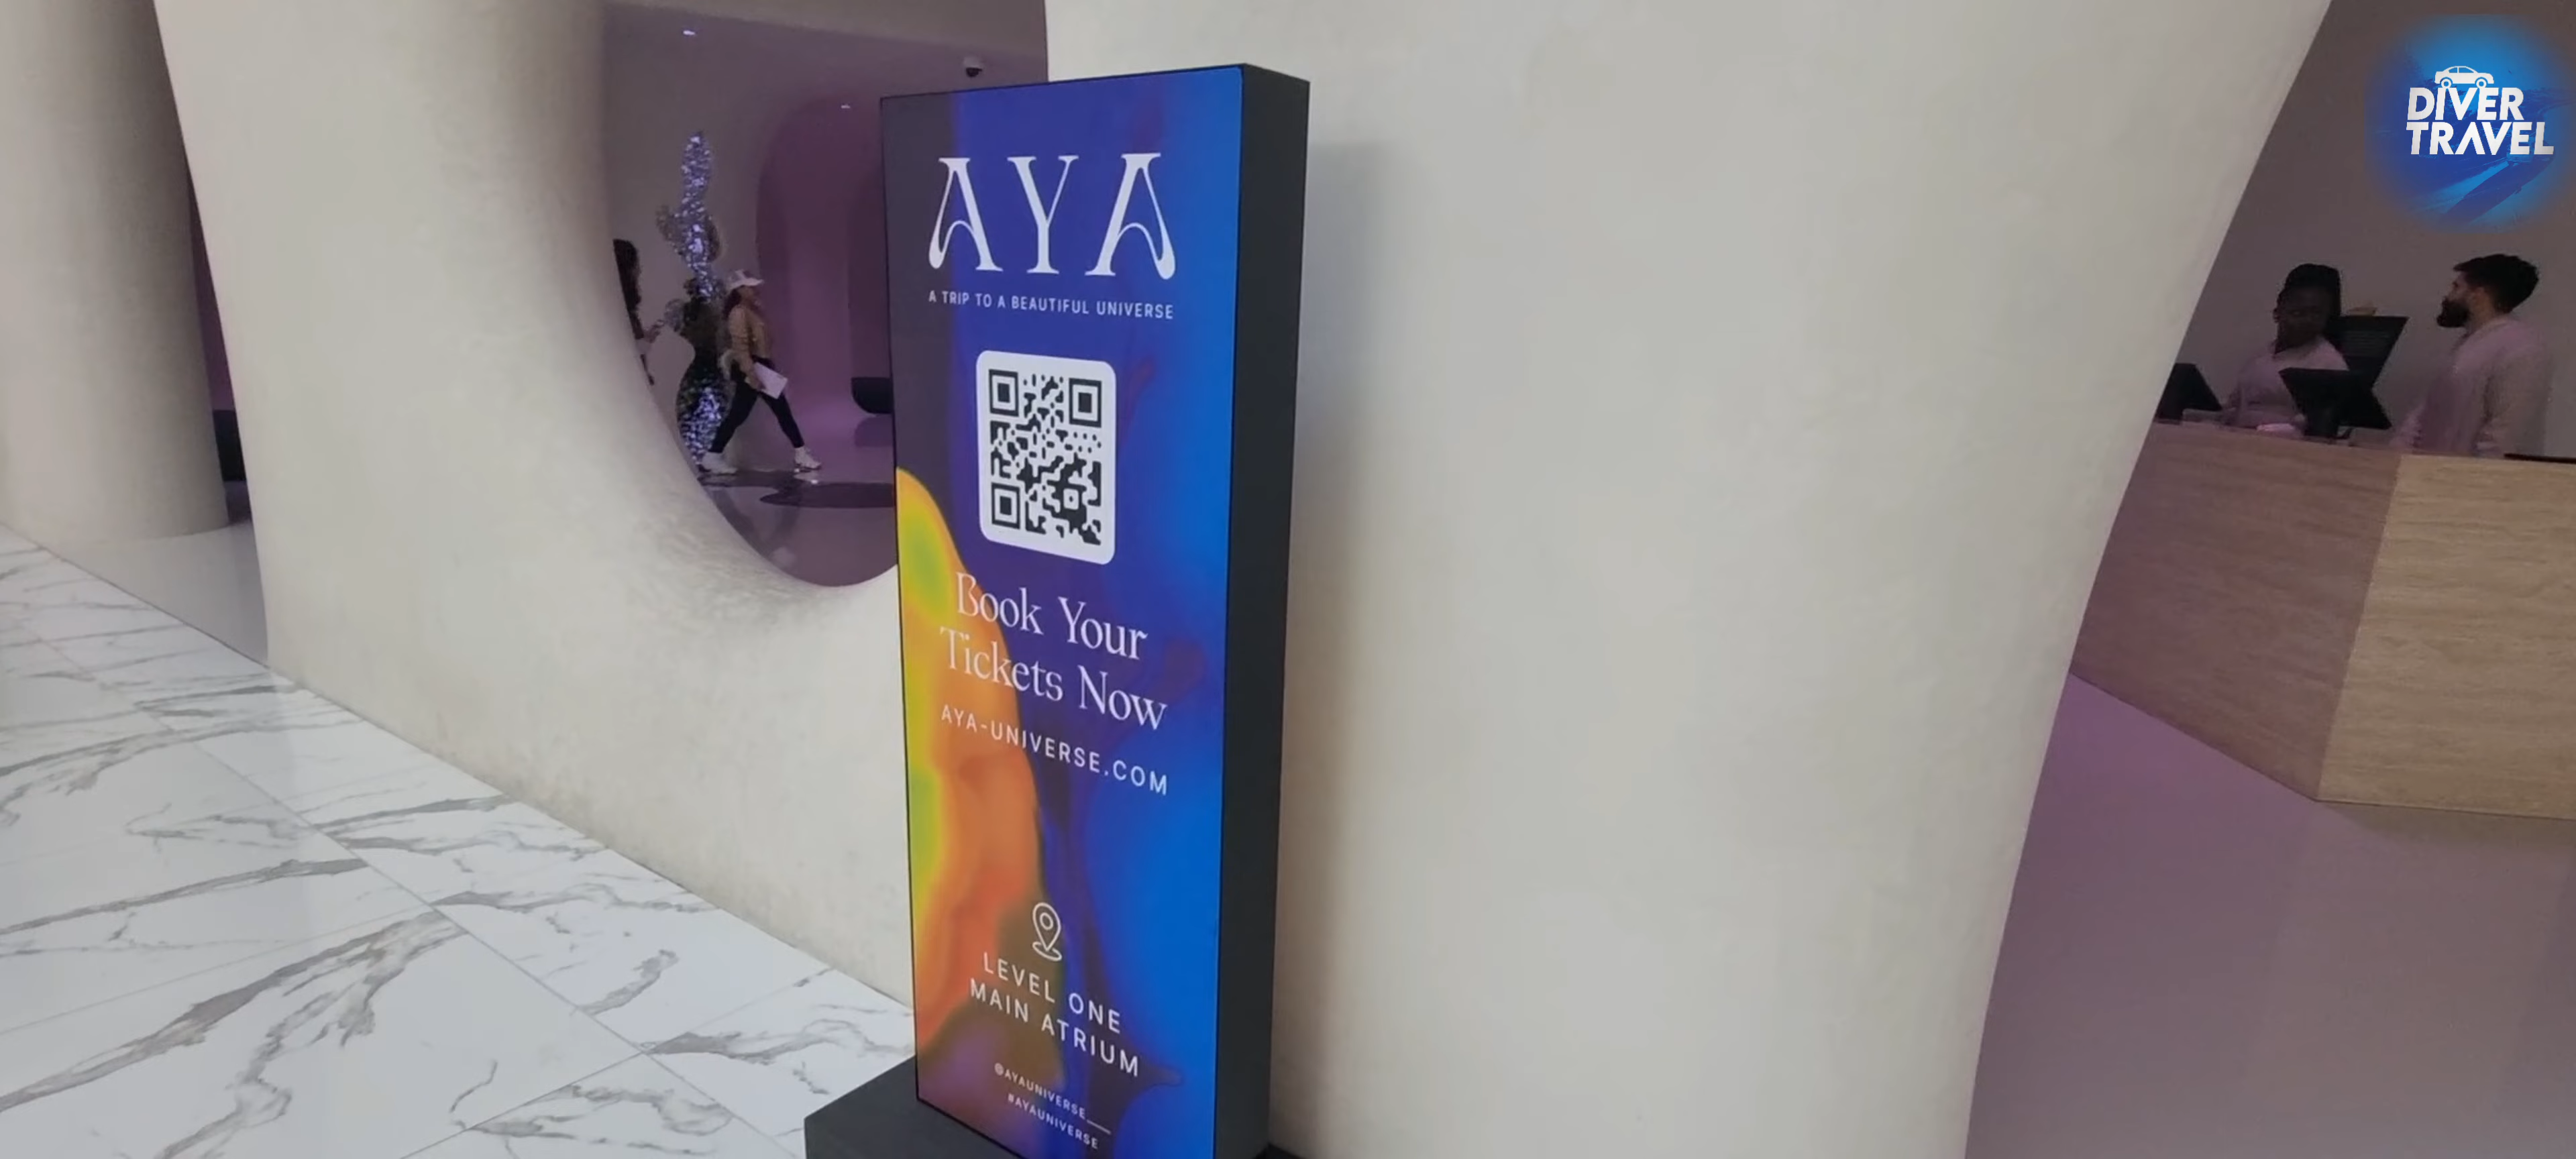 AYA
A TRIP TO A BEAUTIFUL UNIVERSE
Book Your
Tickets Now
AYA-UNIVERSE.COM
LEVEL ONE
MAIN ATRIUM
@AYAUNIVERSE__
#AYAUNIVERSE
DIVER
TRAVEL